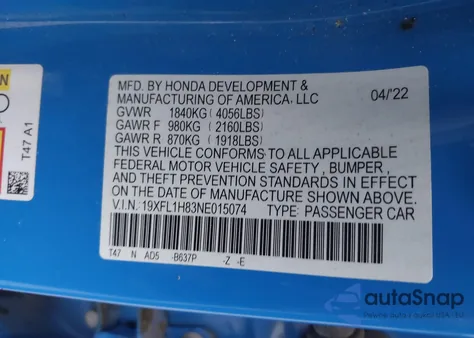 MFD. BY HONDA DEVELOPMENT &
MANUFACTURING OF AMERICA, LLC 04/22
GVWR 1840KG (4056LBS)
GAWR F 980KG (2160LBS)
GAWR R 870KG (1918LBS)
THIS VEHICLE CONFORMS TO ALL APPLICABLE
FEDERAL MOTOR VEHICLE SAFETY , BUMPER ,
AND THEFT PREVENTION STANDARDS IN EFFECT
ON THE DATE OF MANUFACTURE SHOWN ABOVE.
V.I.N. : 19XFL1H83NE015074 TYPE: PASSENGER CAR
T47 N AD5 -B637P -Z -E
T47 A1
autoSnap